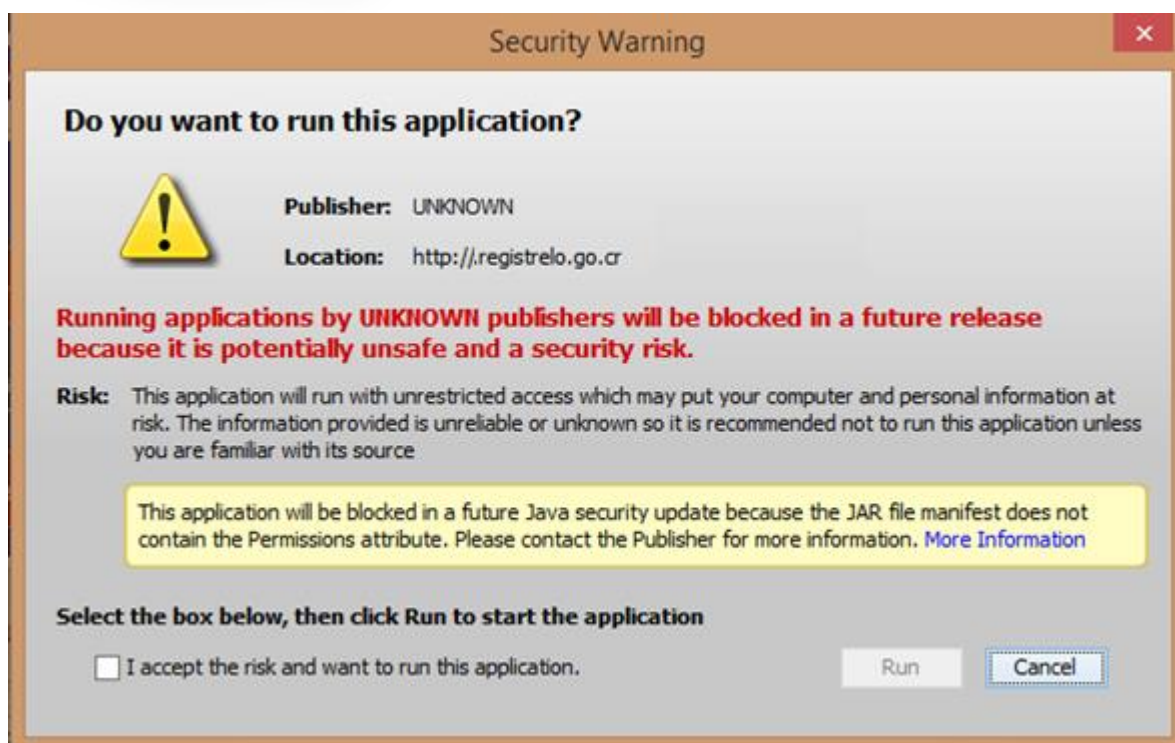 Security Warning
Do you want to run this application?
Publisher: UNKNOWN
Location: http://.registrelo.go.cr
Running applications by UNKNOWN publishers will be blocked in a future release
because it is potentially unsafe and a security risk.
Risk: This application will run with unrestricted access which may put your computer and personal information at
risk. The information provided is unreliable or unknown so it is recommended not to run this application unless
you are familiar with its source
This application will be blocked in a future Java security update because the JAR file manifest does not
contain the Permissions attribute. Please contact the Publisher for more information. More Information
Select the box below, then click Run to start the application
I accept the risk and want to run this application.
Run
Cancel